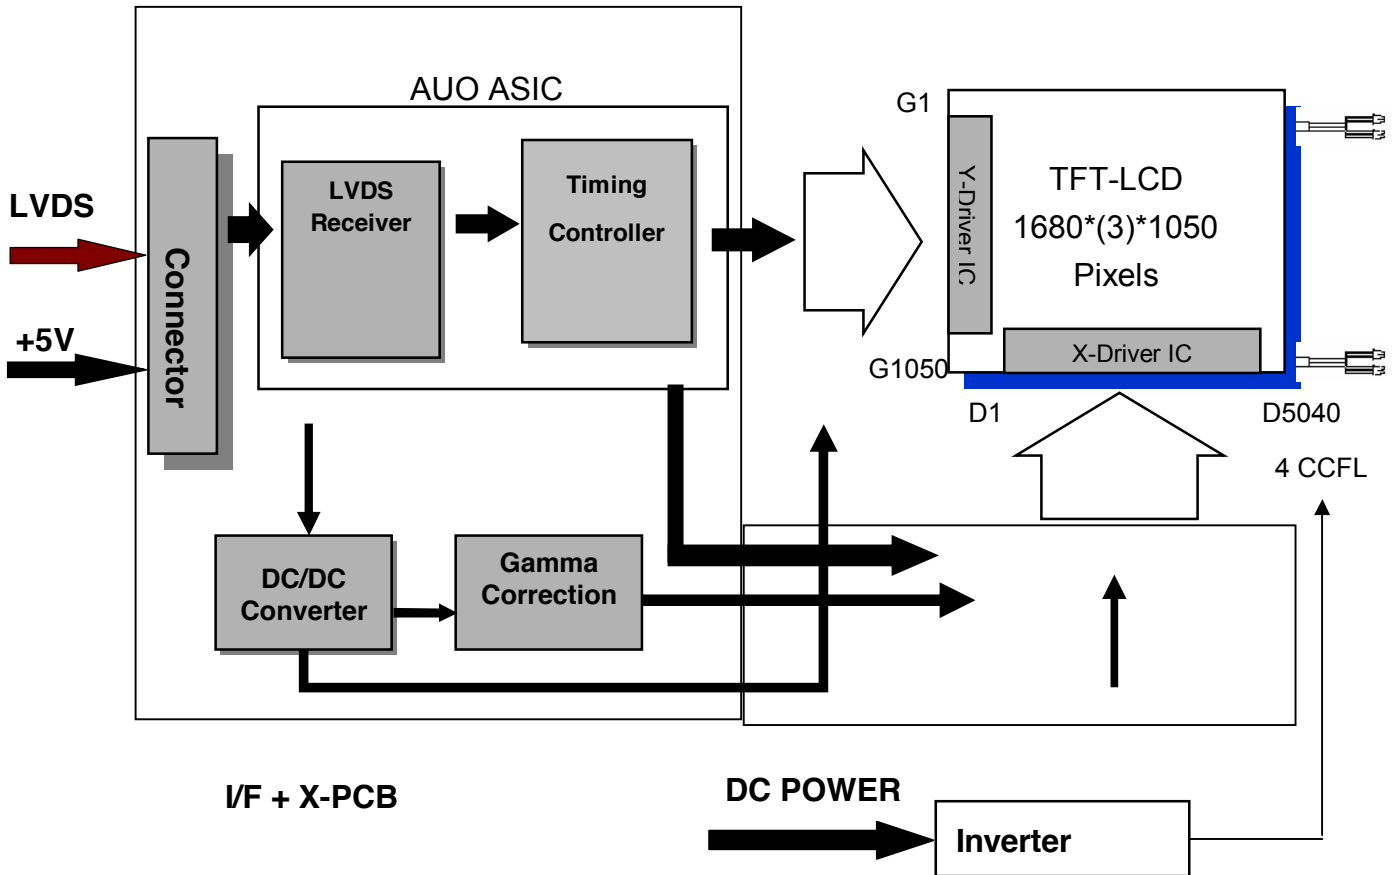 AUO ASIC
LVDS
+5V
Connector
LVDS
Receiver
Timing
Controller
G1
Y-Driver IC
TFT-LCD
1680*(3)*1050
Pixels
X-Driver IC
G1050
D1
D5040
4 CCFL
DC/DC
Converter
Gamma
Correction
I/F + X-PCB
DC POWER
Inverter